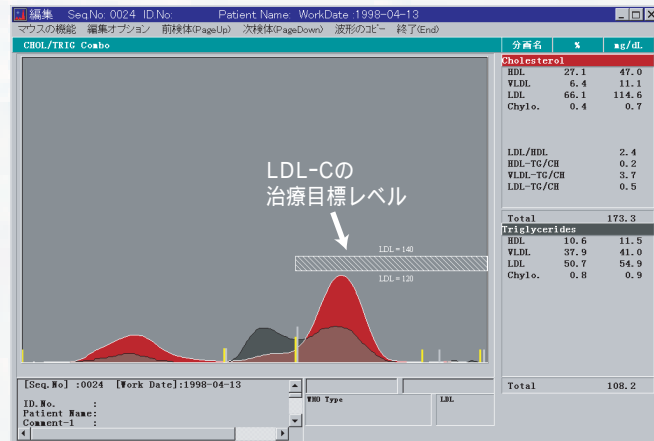 編集 Seq.No: 0024 ID.No: Patient Name: WorkDate :1998-04-13
マウスの機能 編集オプション 前検体(PageUp) 次検体(PageDown) 波形のコピー 終了(End)
CHOL/TRIG Combo
分画名 % mg/dL
Cholesterol
HDL 27.1 47.0
VLDL 6.4 11.1
LDL 66.1 114.6
Chylo. 0.4 0.7
LDL/HDL 2.4
HDL-TG/CH 0.2
VLDL-TG/CH 3.7
LDL-TG/CH 0.5
Total 173.3
Triglycerides
HDL 10.6 11.5
VLDL 37.9 41.0
LDL 50.7 54.9
Chylo. 0.8 0.9
Total 108.2
LDL-Cの
治療目標レベル
LDL = 140
LDL = 120
[Seq.No] :0024 [Work Date]:1998-04-13
ID.No. :
Patient Name:
Comment-1 :
WHO Type
LDL